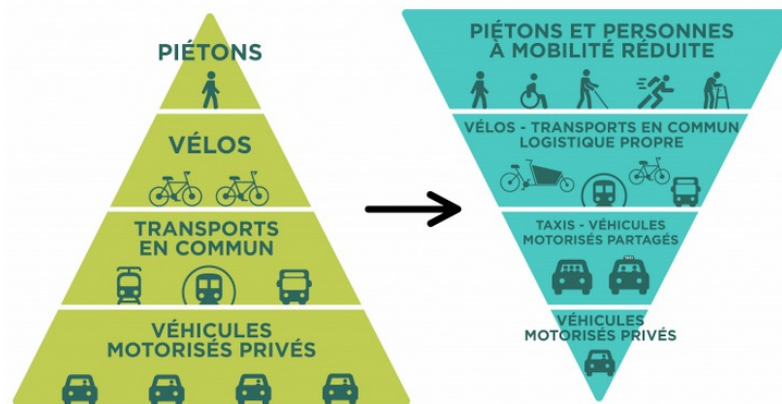 PIÉTONS
VÉLOS
TRANSPORTS
EN COMMUN
VÉHICULES
MOTORISÉS PRIVÉS
PIÉTONS ET PERSONNES
À MOBILITÉ RÉDUITE
VÉLOS - TRANSPORTS EN COMMUN
LOGISTIQUE PROPRE
TAXIS - VÉHICULES
MOTORISÉS PARTAGÉS
VÉHICULES
MOTORISÉS PRIVÉS